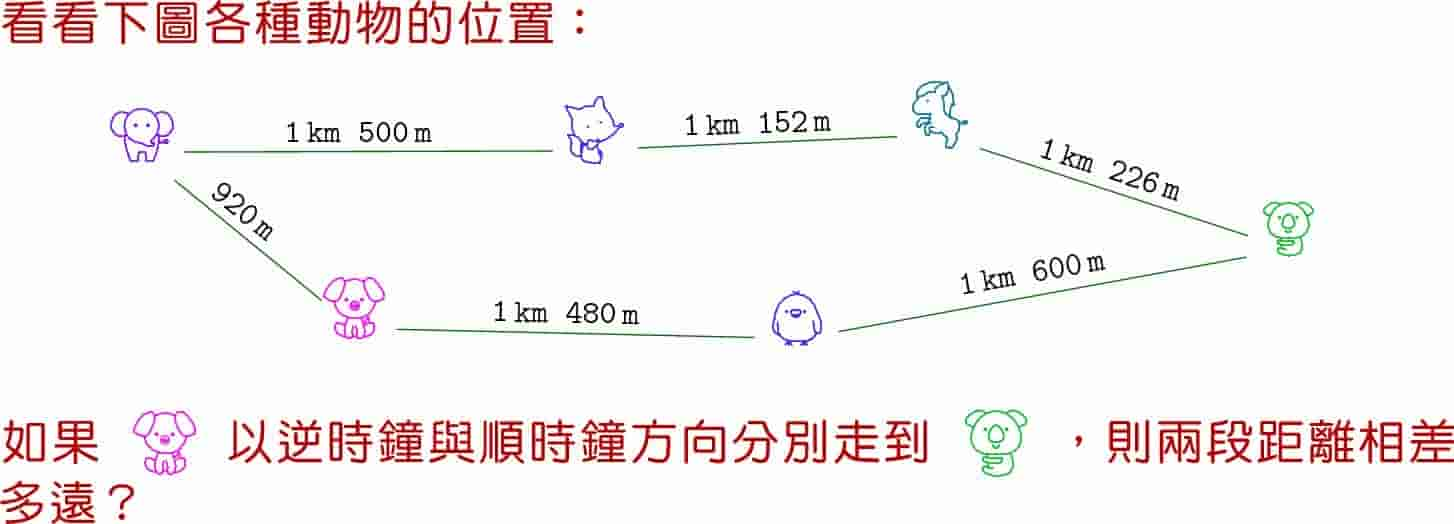 看看下圖各種動物的位置：
1 km 500 m
1 km 152 m
1 km 226 m
920 m
1 km 480 m
1 km 600 m
如果 以逆時鐘與順時鐘方向分別走到 ，則兩段距離相差
多遠？